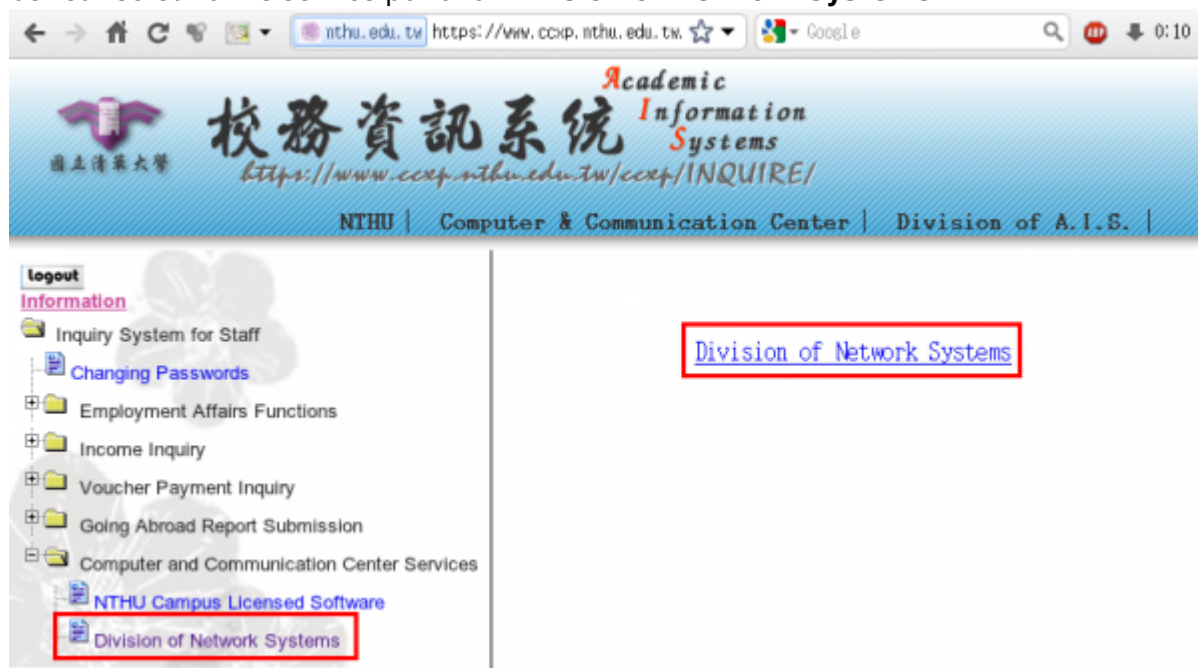 nthu.edu.tw https://www.ccxp.nthu.edu.tw. Google 0:10
Academic
Information
Systems
校務資訊系統
國立清華大學
https://www.ccxp.nthu.edu.tw/ccxp/INQUIRE/
NTHU | Computer & Communication Center | Division of A.I.S. |
logout
Information
Inquiry System for Staff
Changing Passwords
Employment Affairs Functions
Income Inquiry
Voucher Payment Inquiry
Going Abroad Report Submission
Computer and Communication Center Services
NTHU Campus Licensed Software
Division of Network Systems
Division of Network Systems